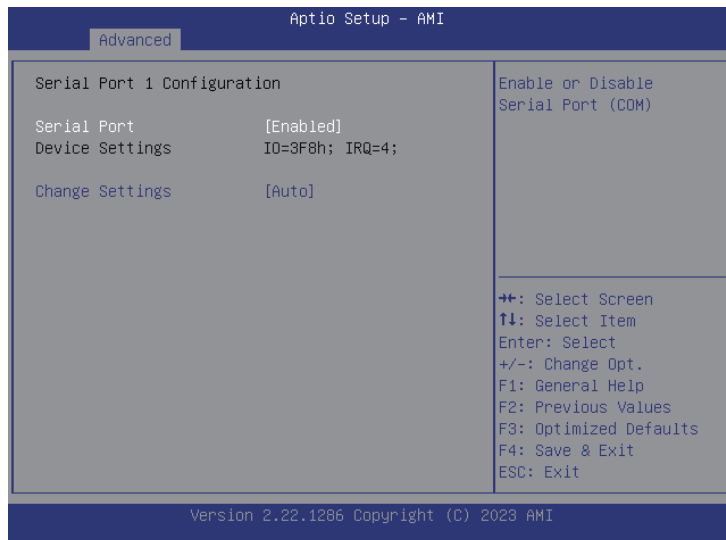 Aptio Setup – AMI
Advanced
Serial Port 1 Configuration
Serial Port [Enabled]
Device Settings IO=3F8h; IRQ=4;
Change Settings [Auto]
Enable or Disable
Serial Port (COM)
→←: Select Screen
↑↓: Select Item
Enter: Select
+/-: Change Opt.
F1: General Help
F2: Previous Values
F3: Optimized Defaults
F4: Save & Exit
ESC: Exit
Version 2.22.1286 Copyright (C) 2023 AMI